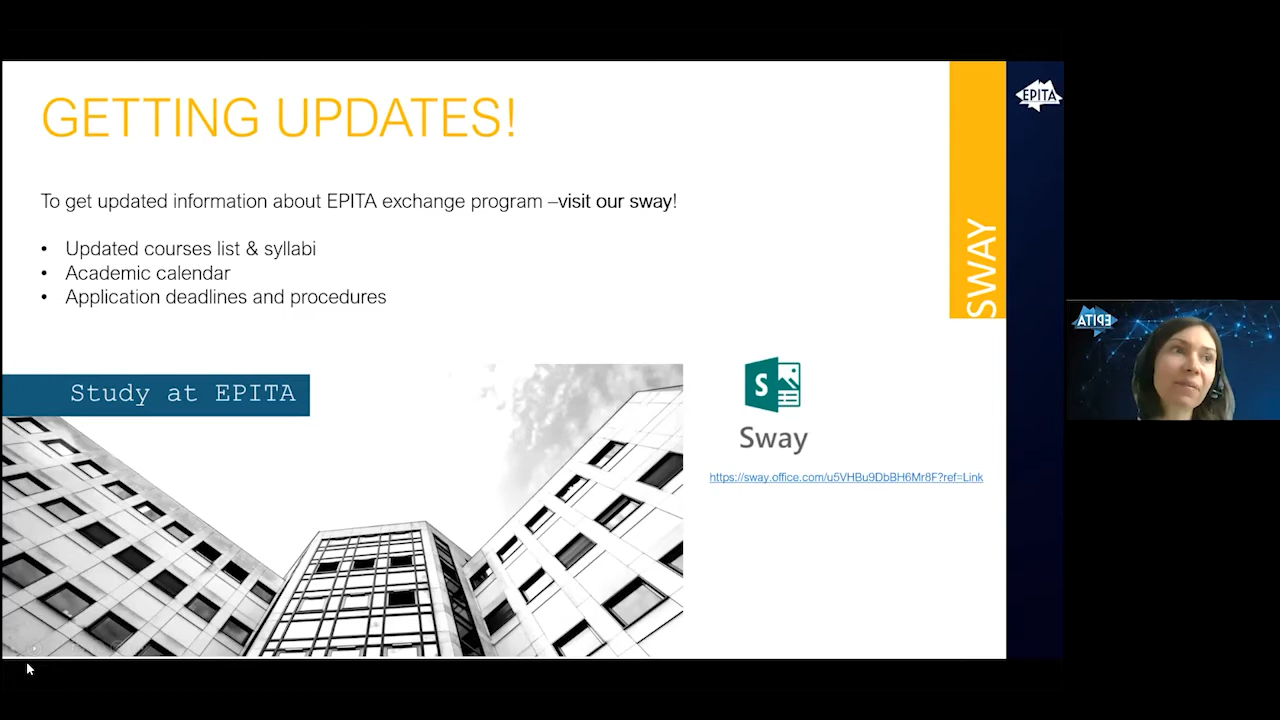 GETTING UPDATES!
EPITA
To get updated information about EPITA exchange program –visit our sway!
• Updated courses list & syllabi
• Academic calendar
• Application deadlines and procedures
SWAY
EPITA
Study at EPITA
S
Sway
https://sway.office.com/u5VHBu9DbBH6Mr8F?ref=Link